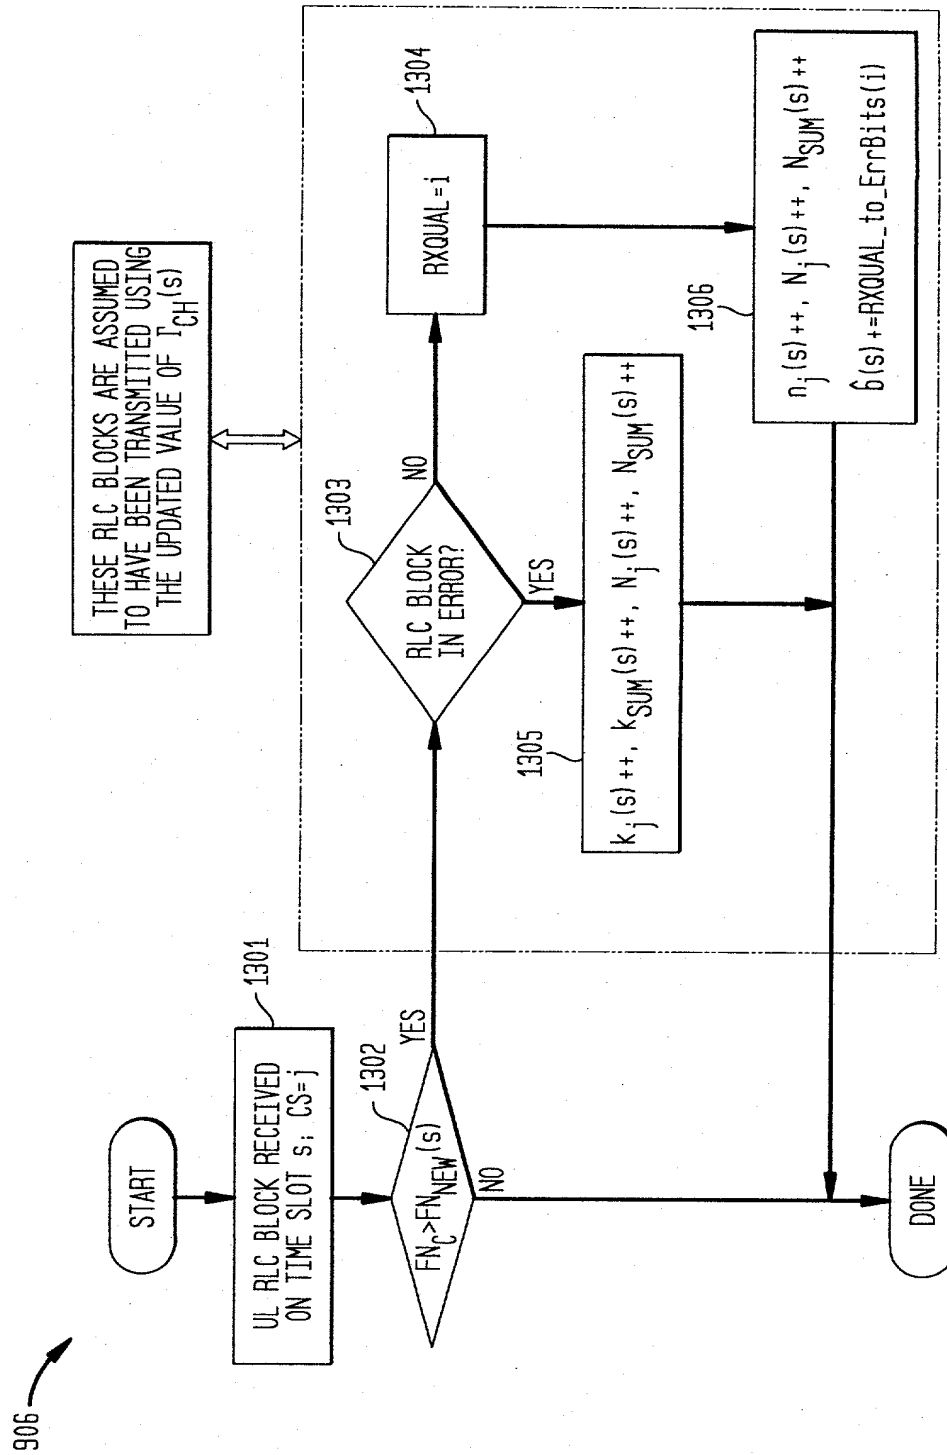 906
START
1301
UL RLC BLOCK RECEIVED
ON TIME SLOT s; CS=j
1302
FN_C>FN_NEW(s)
YES
NO
THESE RLC BLOCKS ARE ASSUMED
TO HAVE BEEN TRANSMITTED USING
THE UPDATED VALUE OF Γ_CH(s)
1303
RLC BLOCK
IN ERROR?
NO
YES
1304
RXQUAL=i
1305
k_j(s)++, k_SUM(s)++, N_j(s)++, N_SUM(s)++
1306
n_j(s)++, N_j(s)++, N_SUM(s)++
b̂(s)+=RXQUAL_to_ErrBits(i)
DONE